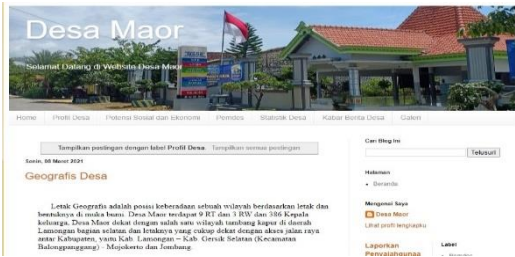 Desa Maor
Selamat Datang di Website Desa Maor
Home Profil Desa Potensi Sosial dan Ekonomi Pemdes Statistik Desa Kabar Berita Desa Galeri
Tampilkan postingan dengan label Profil Desa. Tampilkan semua postingan
Senin, 08 Maret 2021
Geografis Desa
Letak Geografis adalah posisi keberadaan sebuah wilayah berdasarkan letak dan
bentuknya di muka bumi. Desa Maor terdapat 9 RT dan 3 RW dan 386 Kepala
keluarga. Desa Maor dekat dengan salah satu wilayah tambang kapur di daerah
Lamongan bagian selatan dan letaknya yang cukup dekat dengan akses jalan raya
antar Kabupaten, yaitu Kab. Lamongan – Kab. Gersik Selatan (Kecamatan
Balongpanggang) - Mojokerto dan Jombang.
Cari Blog Ini
Telusuri
Halaman
Beranda
Mengenai Saya
Desa Maor
Lihat profil lengkapku
Laporkan
Penyalahgunaa
Label